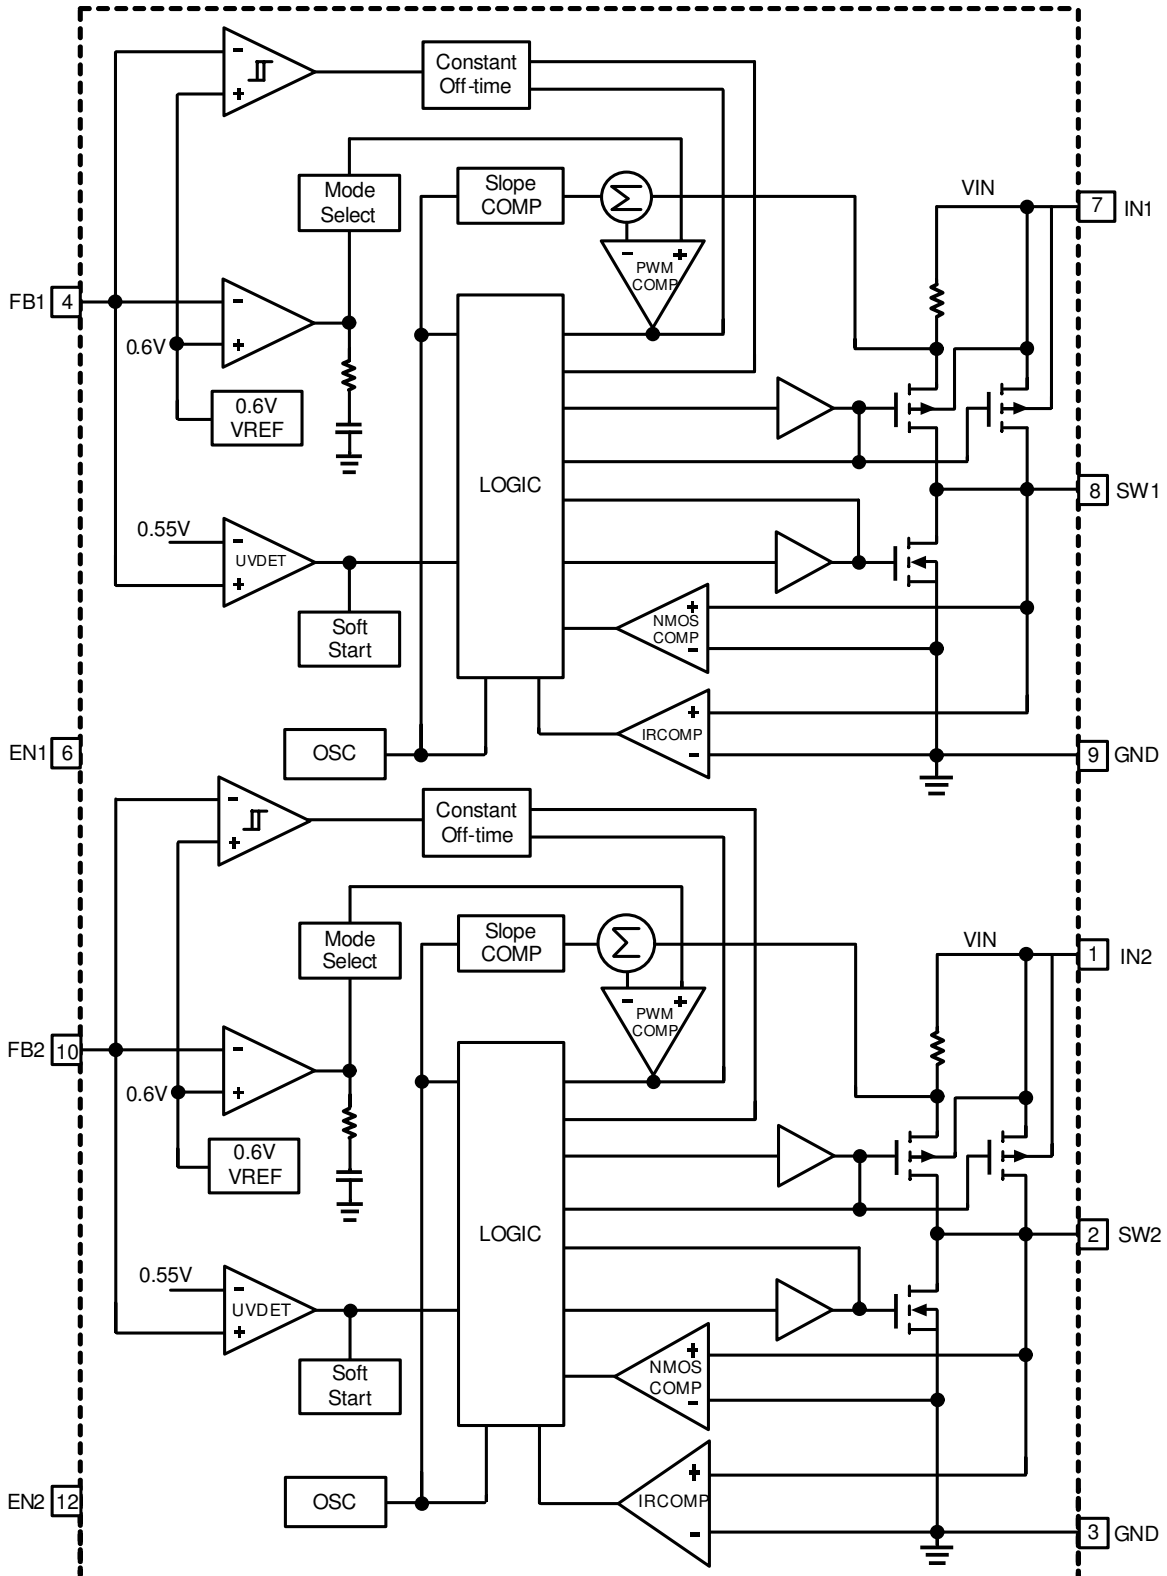 -
+
Constant
Off-time
Mode
Select
Slope
COMP
Σ
VIN
7
IN1
-
+
PWM
COMP
FB1
4
-
+
0.6V
0.6V
VREF
LOGIC
8
SW1
0.55V
-
UVDET
+
+
NMOS
COMP
-
Soft
Start
+
IRCOMP
-
EN1
6
OSC
9
GND
-
+
Constant
Off-time
Mode
Select
Slope
COMP
Σ
VIN
1
IN2
-
+
PWM
COMP
FB2
10
-
+
0.6V
0.6V
VREF
LOGIC
2
SW2
0.55V
-
UVDET
+
+
NMOS
COMP
-
Soft
Start
+
IRCOMP
-
EN2
12
OSC
3
GND